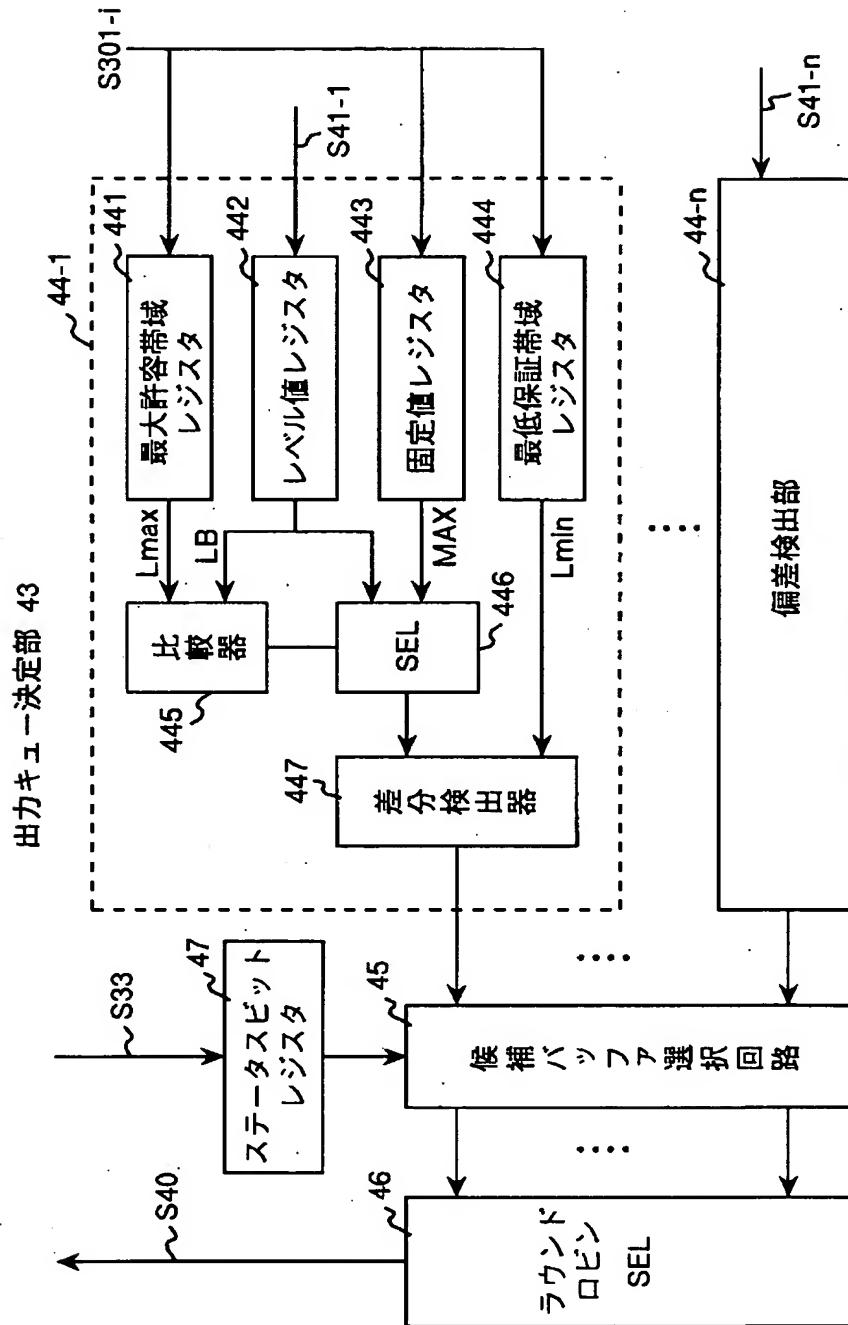 出力キュー決定部 43
S33
S40
47
ステータスビット
レジスタ
46
ラウンド
ロビン
SEL
45
候補バッファ選択回路
44-1
441
最大許容帯域
レジスタ
442
レベル値レジスタ
443
固定値レジスタ
444
最低保証帯域
レジスタ
Lmax
LB
MAX
LmIn
比較器
445
SEL
446
447
差分検出器
S301-i
S41-1
44-n
偏差検出部
S41-n